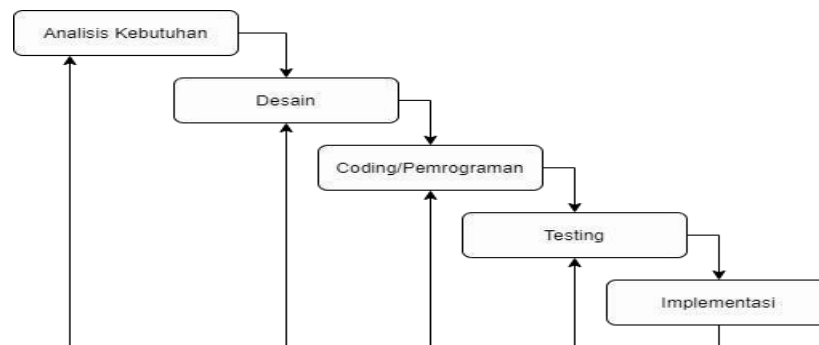 Analisis Kebutuhan
Desain
Coding/Pemrograman
Testing
Implementasi